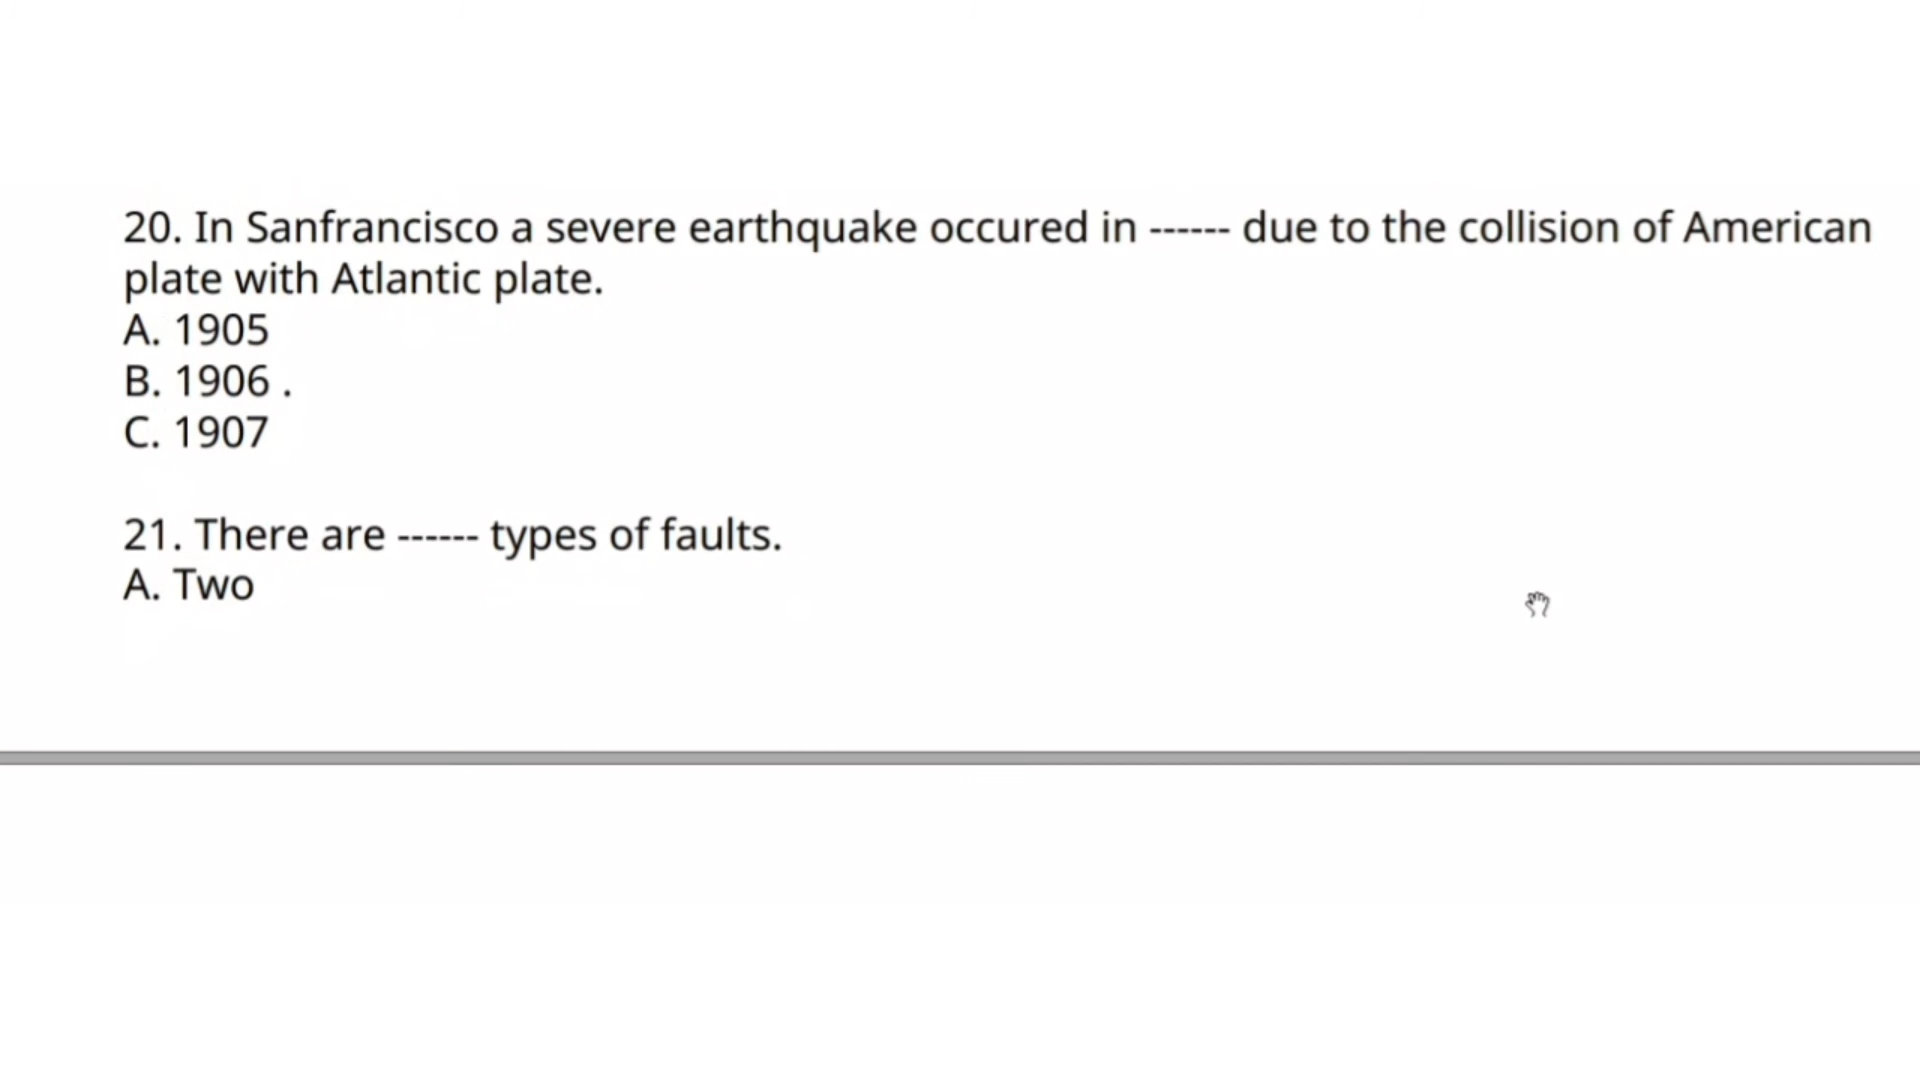 20. In Sanfrancisco a severe earthquake occured in ------ due to the collision of American
plate with Atlantic plate.
A. 1905
B. 1906 .
C. 1907
21. There are ------ types of faults.
A. Two